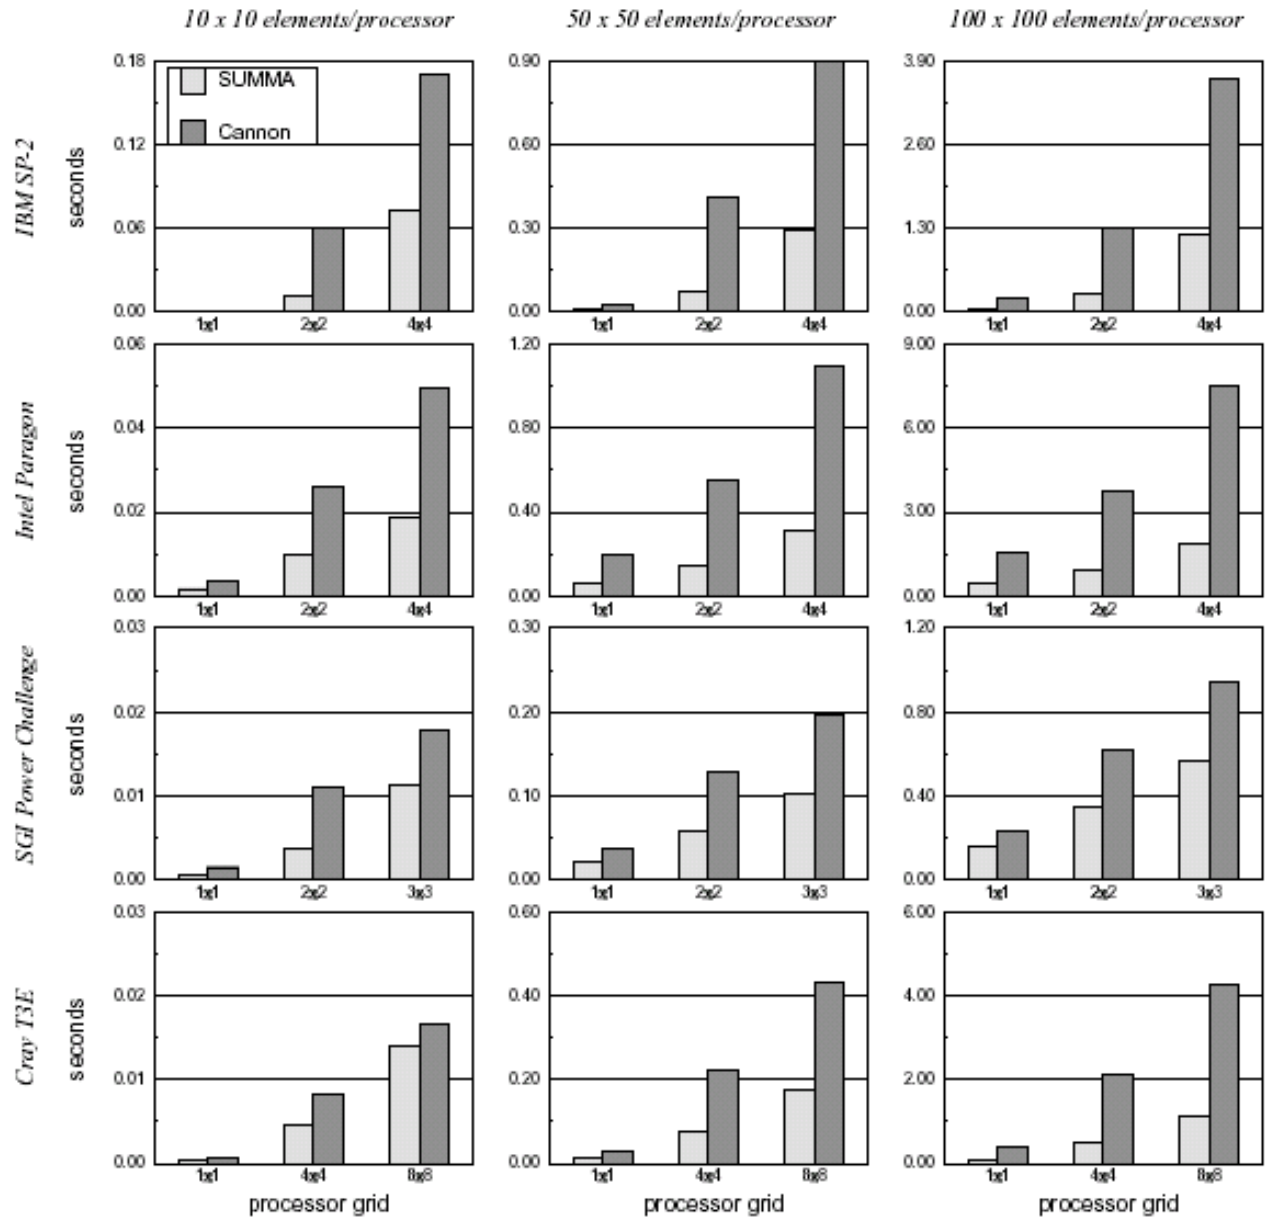 10 x 10 elements/processor
50 x 50 elements/processor
100 x 100 elements/processor
IBM SP-2
seconds
0.18
0.12
0.06
0.00
SUMMA
Cannon
1x1
2x2
4x4
0.90
0.60
0.30
0.00
1x1
2x2
4x4
3.90
2.60
1.30
0.00
1x1
2x2
4x4
Intel Paragon
seconds
0.06
0.04
0.02
0.00
1x1
2x2
4x4
1.20
0.80
0.40
0.00
1x1
2x2
4x4
9.00
6.00
3.00
0.00
1x1
2x2
4x4
SGI Power Challenge
seconds
0.03
0.02
0.01
0.00
1x1
2x2
3x3
0.30
0.20
0.10
0.00
1x1
2x2
3x3
1.20
0.80
0.40
0.00
1x1
2x2
3x3
Cray T3E
seconds
0.03
0.02
0.01
0.00
1x1
4x4
8x8
processor grid
0.60
0.40
0.20
0.00
1x1
4x4
8x8
processor grid
6.00
4.00
2.00
0.00
1x1
4x4
8x8
processor grid